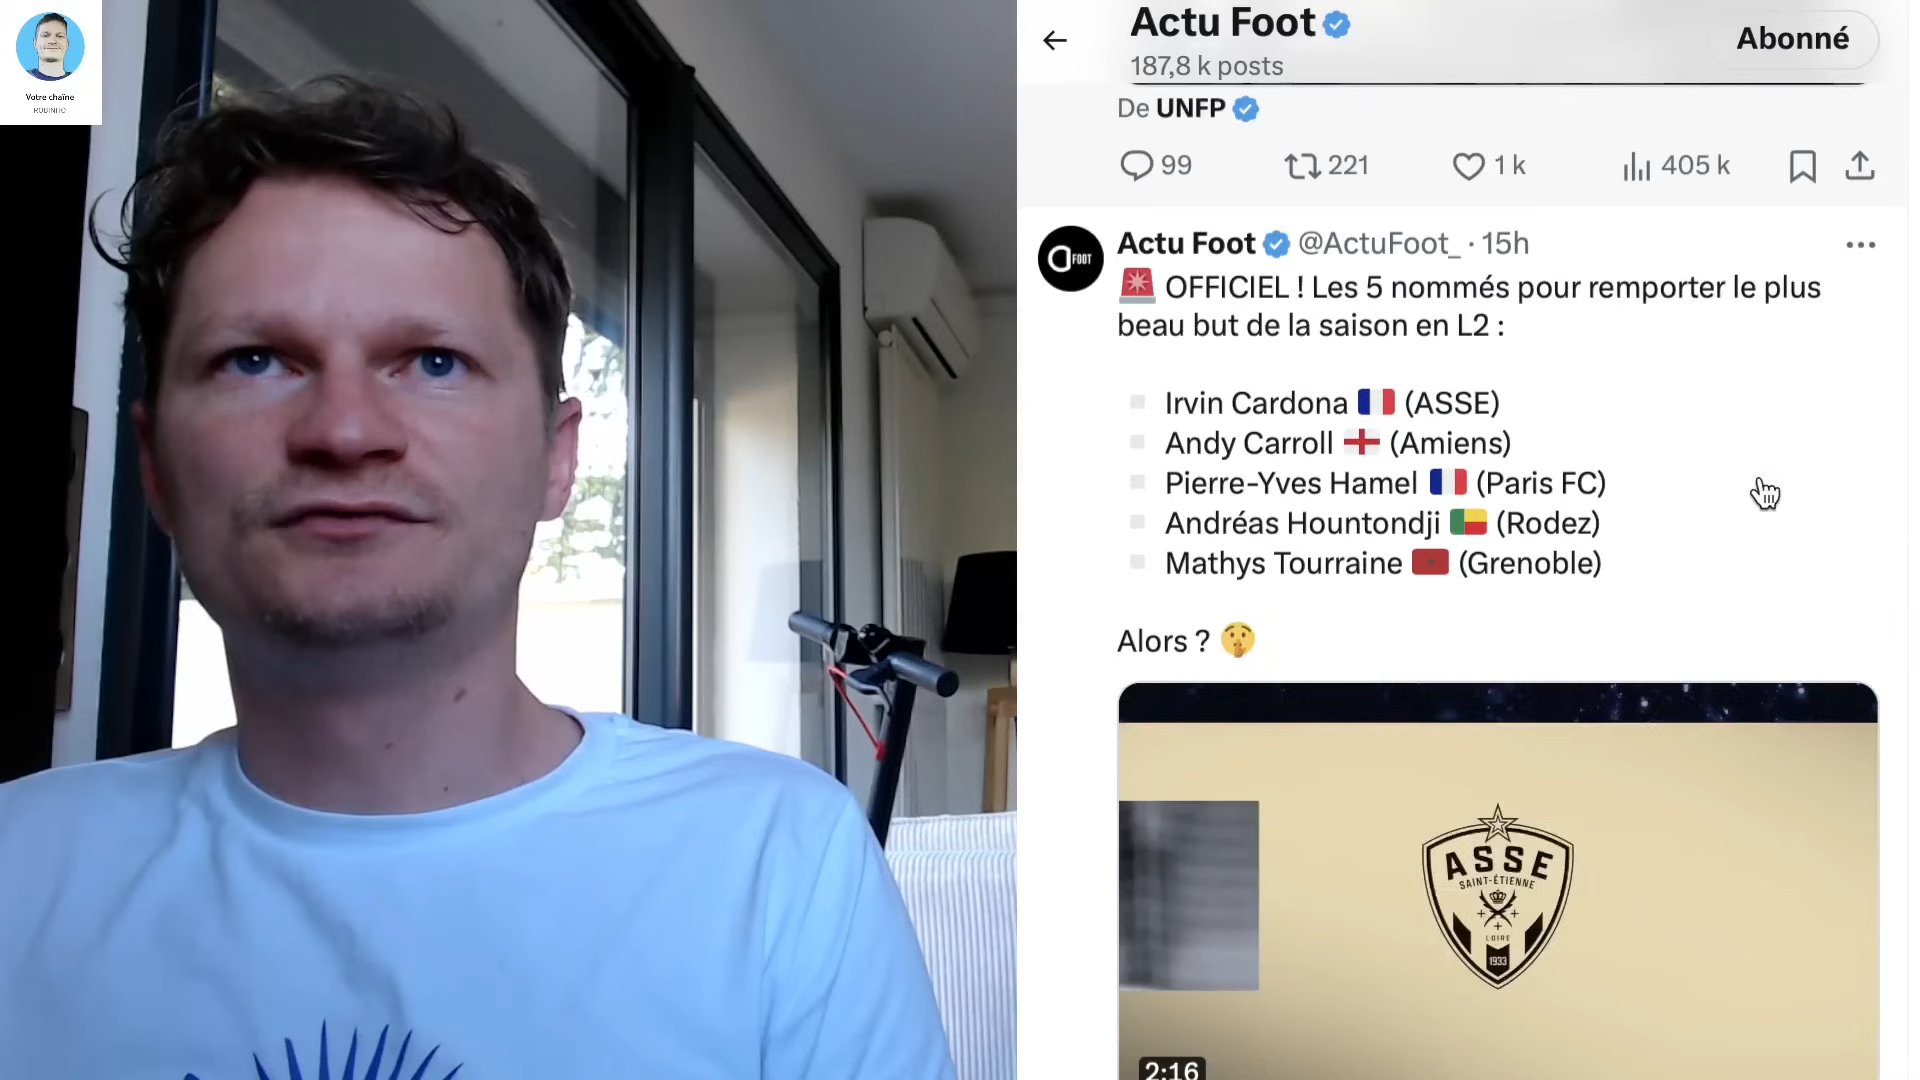 Votre chaîne
ROBINHO
Actu Foot
187,8 k posts
Abonné
De UNFP
99
221
1 k
405 k
FOOT
Actu Foot @ActuFoot_ · 15h
OFFICIEL ! Les 5 nommés pour remporter le plus
beau but de la saison en L2 :
Irvin Cardona (ASSE)
Andy Carroll (Amiens)
Pierre-Yves Hamel (Paris FC)
Andréas Hountondji (Rodez)
Mathys Tourraine (Grenoble)
Alors ?
ASSE
SAINT-ÉTIENNE
LOIRE
1933
2:16